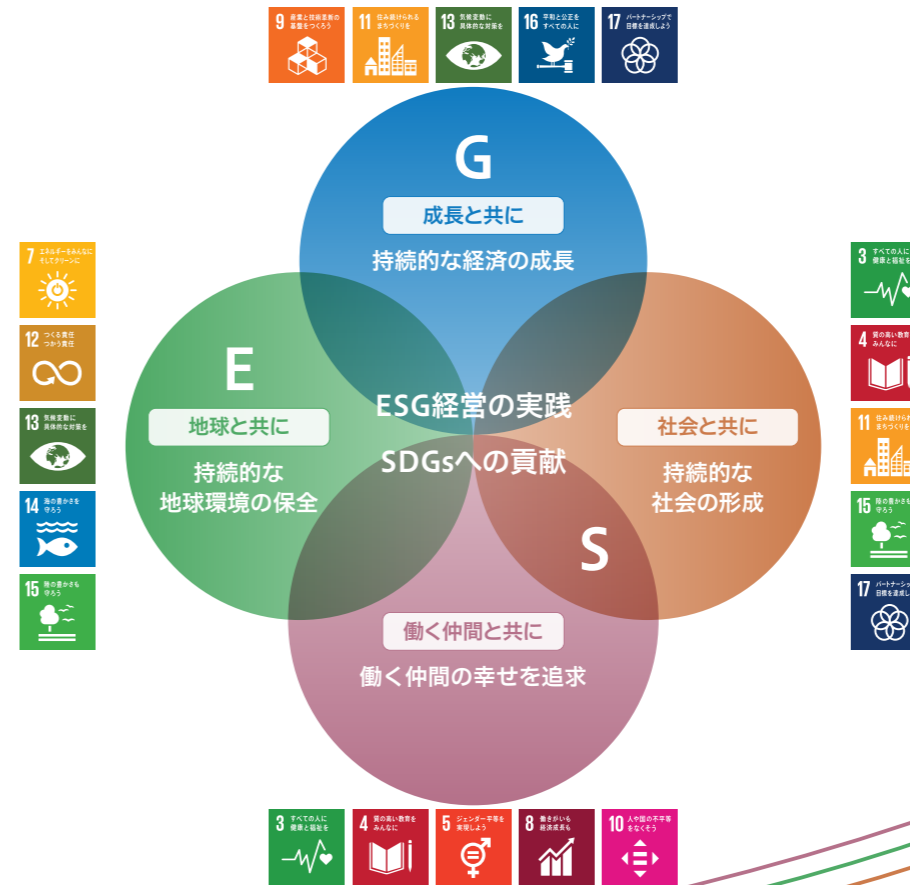 9 産業と技術革新の
基盤をつくろう
11 住み続けられる
まちづくりを
13 気候変動に
具体的な対策を
16 平和と公正を
すべての人に
17 パートナーシップで
目標を達成しよう
G
成長と共に
持続的な経済の成長
7 エネルギーをみんなに
そしてクリーンに
12 つくる責任
つかう責任
13 気候変動に
具体的な対策を
14 海の豊かさを
守ろう
15 陸の豊かさも
守ろう
E
地球と共に
持続的な
地球環境の保全
ESG経営の実践
SDGsへの貢献
社会と共に
持続的な
社会の形成
S
3 すべての人に
健康と福祉を
4 質の高い教育
みんなに
11 住み続けられ
まちづくりを
15 陸の豊かさも
守ろう
17 パートナーシッ
目標を達成し
働く仲間と共に
働く仲間の幸せを追求
3 すべての人に
健康と福祉を
4 質の高い教育を
みんなに
5 ジェンダー平等を
実現しよう
8 働きがいも
経済成長も
10 人や国の不平等
をなくそう